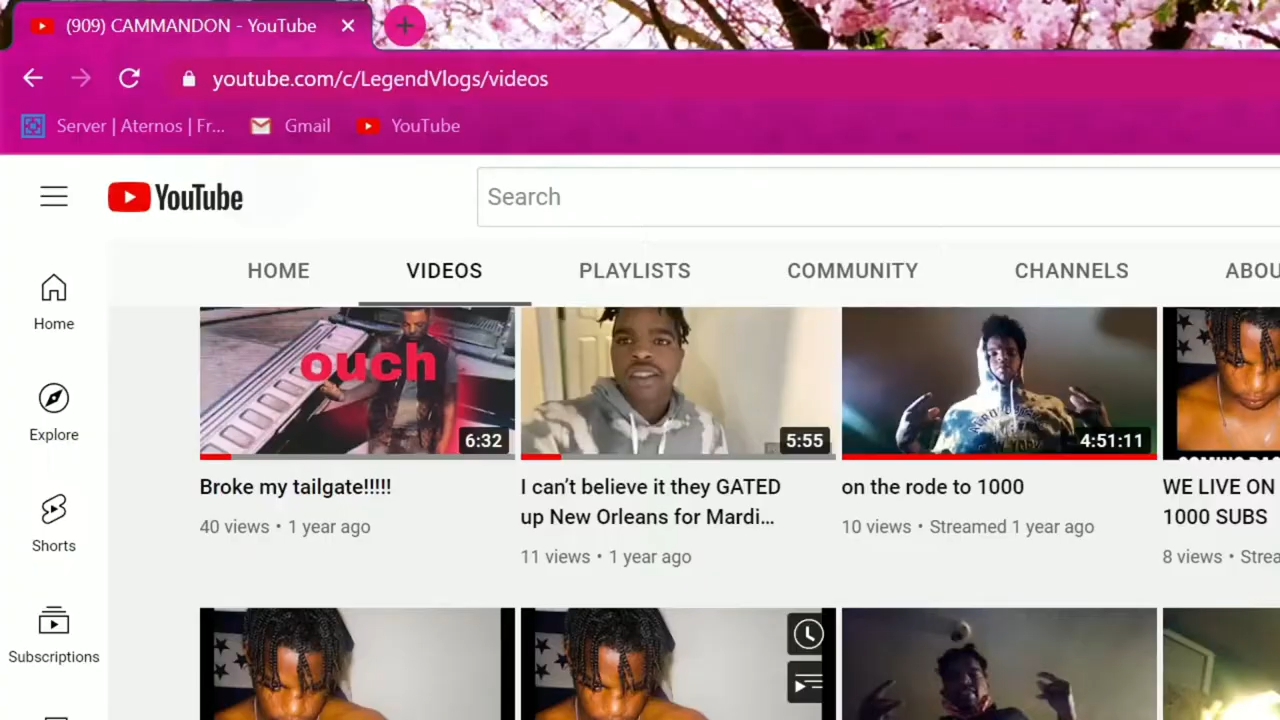 (909) CAMMANDON - YouTube
youtube.com/c/LegendVlogs/videos
Server | Aternos | Fr... Gmail YouTube
YouTube
Search
HOME VIDEOS PLAYLISTS COMMUNITY CHANNELS ABOU
Home
Explore
Shorts
Subscriptions
ouch
6:32
5:55
4:51:11
Broke my tailgate!!!!!
40 views • 1 year ago
I can’t believe it they GATED
up New Orleans for Mardi...
11 views • 1 year ago
on the rode to 1000
10 views • Streamed 1 year ago
WE LIVE ON
1000 SUBS
8 views • Strea